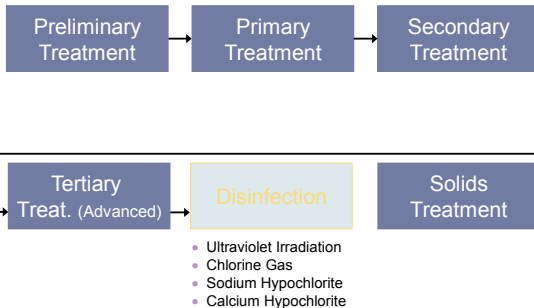 Preliminary
Treatment
Primary
Treatment
Secondary
Treatment
Tertiary
Treat. (Advanced)
Disinfection
Solids
Treatment
• Ultraviolet Irradiation
• Chlorine Gas
• Sodium Hypochlorite
• Calcium Hypochlorite